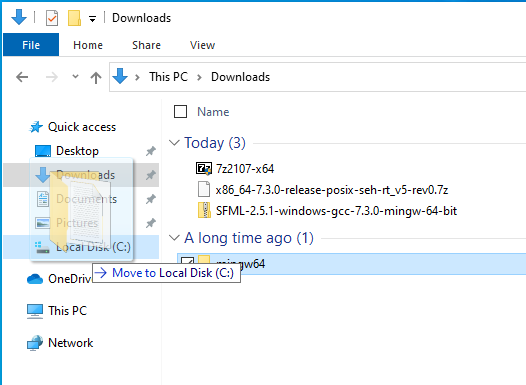 Downloads
File
Home
Share
View
This PC
Downloads
Name
Quick access
Desktop
Downloads
Documents
Pictures
Local Disk (C:)
OneDriv
This PC
Network
Today (3)
7z2107-x64
x86_64-7.3.0-release-posix-seh-rt_v5-rev0.7z
SFML-2.5.1-windows-gcc-7.3.0-mingw-64-bit
A long time ago (1)
mingw64
Move to Local Disk (C:)